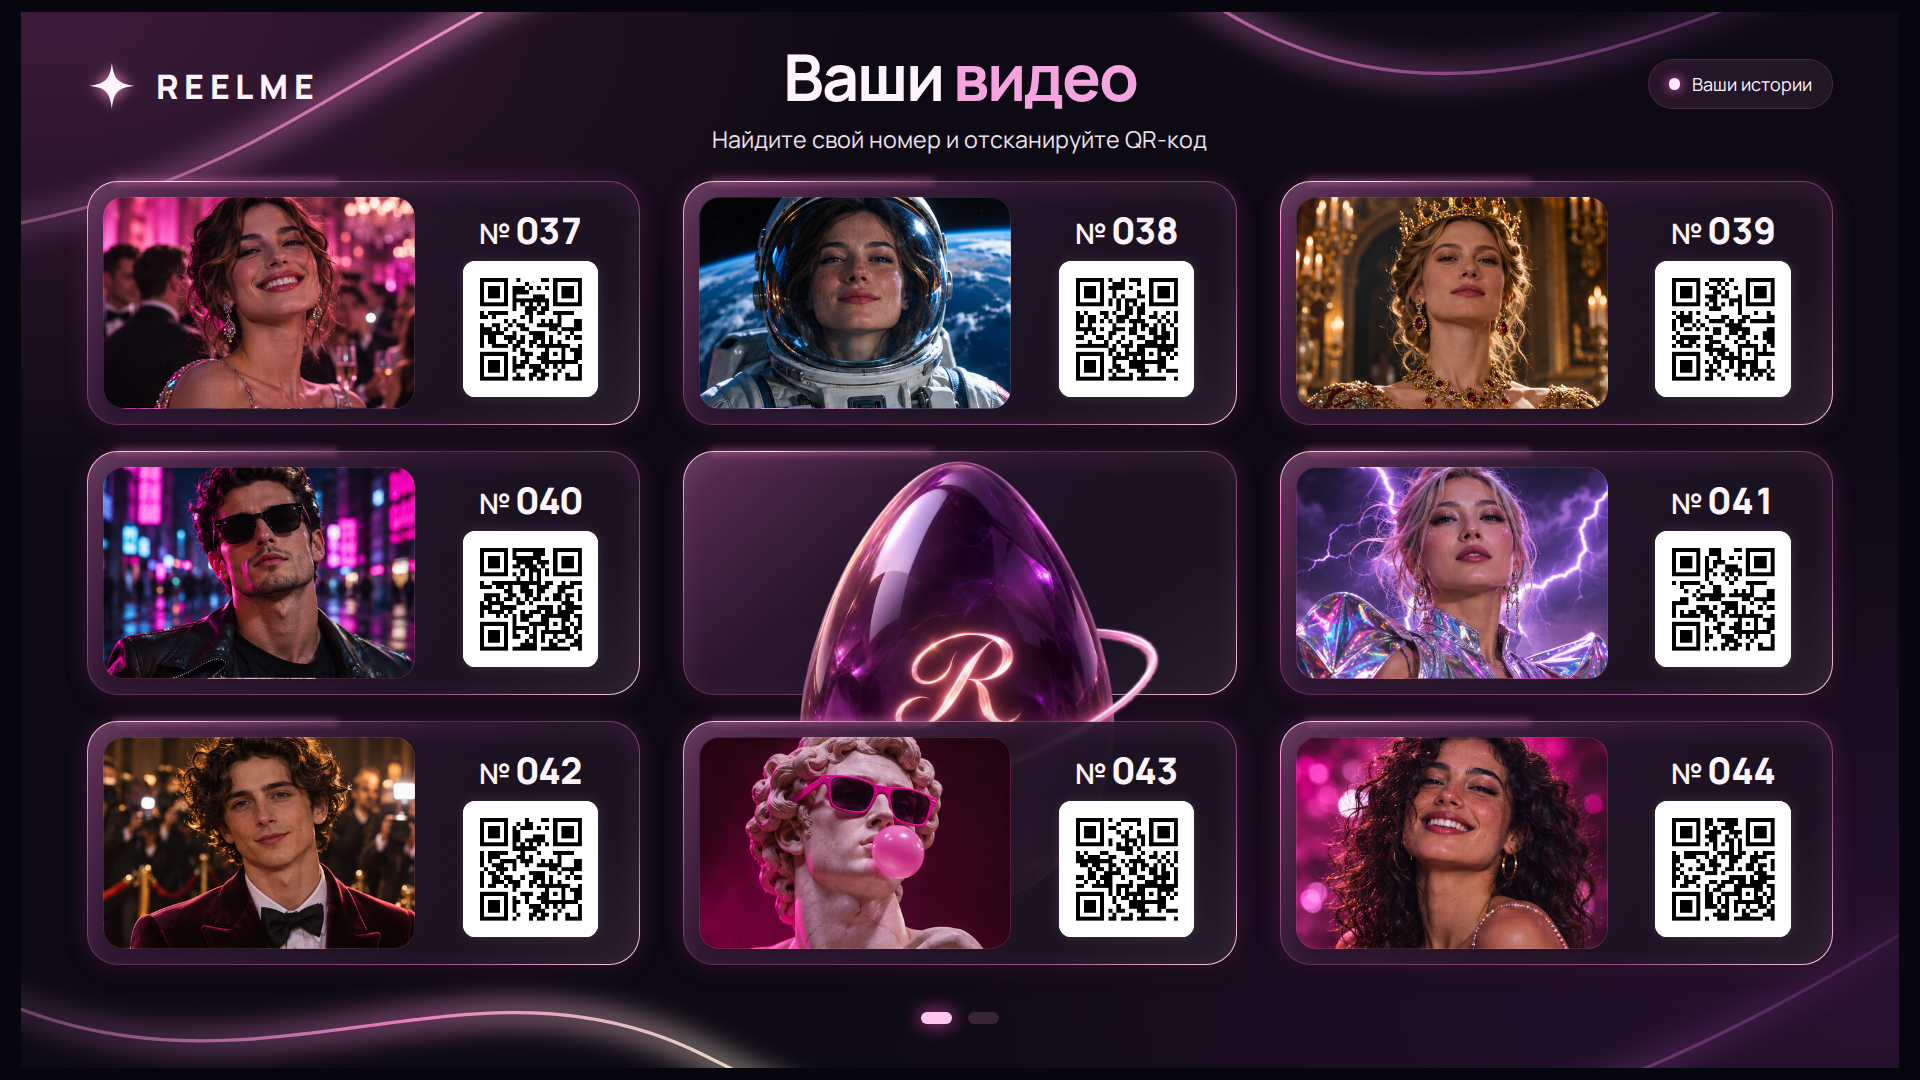 REELME
Ваши видео
Ваши истории
Найдите свой номер и отсканируйте QR-код
№ 037
№ 038
№ 039
№ 040
R
№ 041
№ 042
№ 043
№ 044